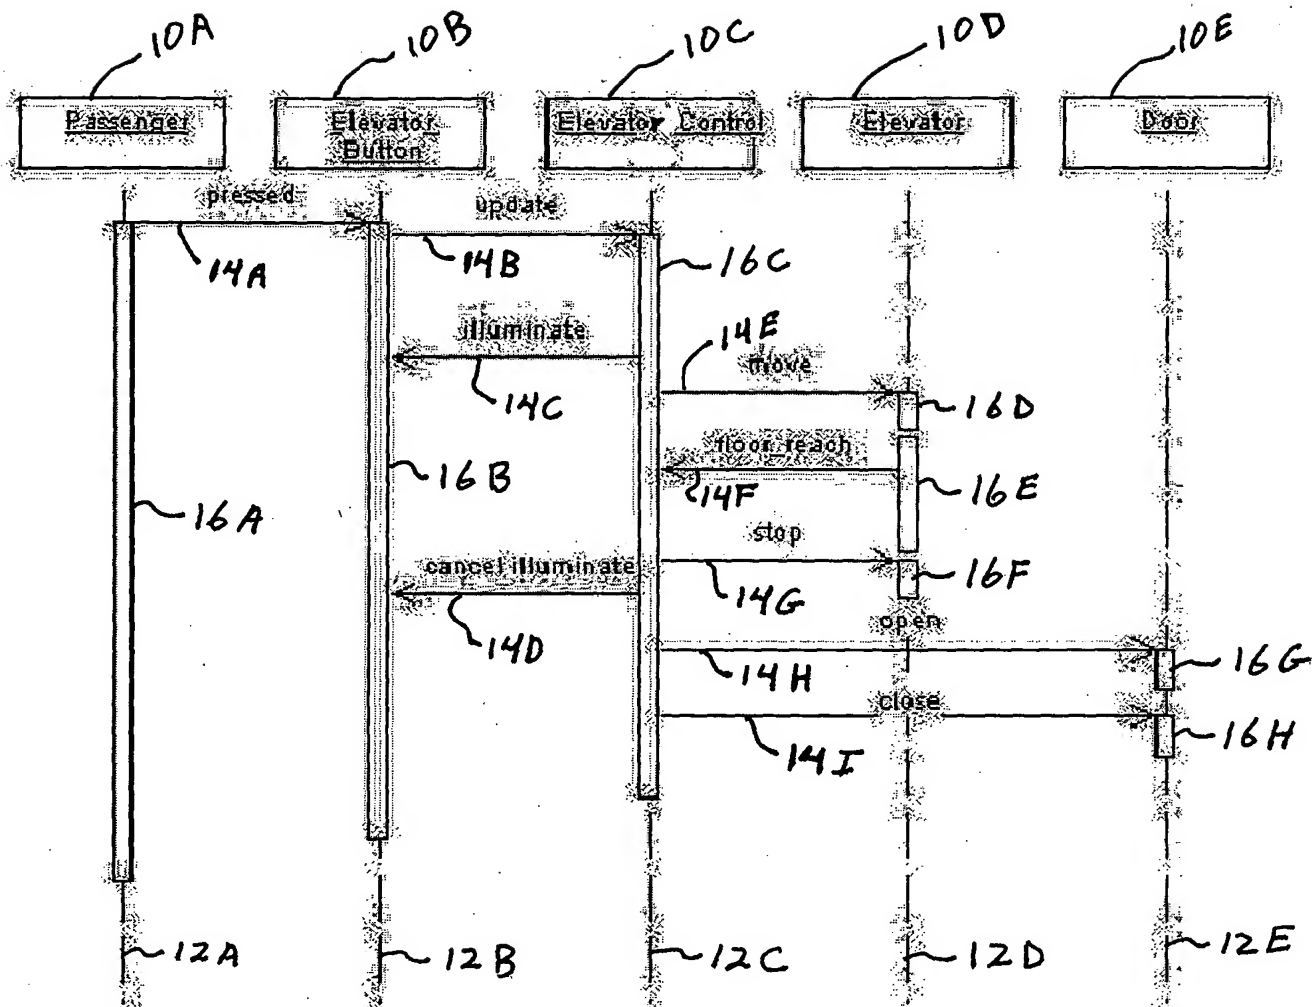 10A
10B
10C
10D
10E
Passenger
Elevator
Button
Elevator Control
Elevator
Door
pressed
update
14A
14B
16C
illuminate
14E
move
14C
16D
floor_reach
16B
14F
16E
16A
stop
cancel illuminate
14G
16F
14D
open
14H
16G
close
14I
16H
12A
12B
12C
12D
12E